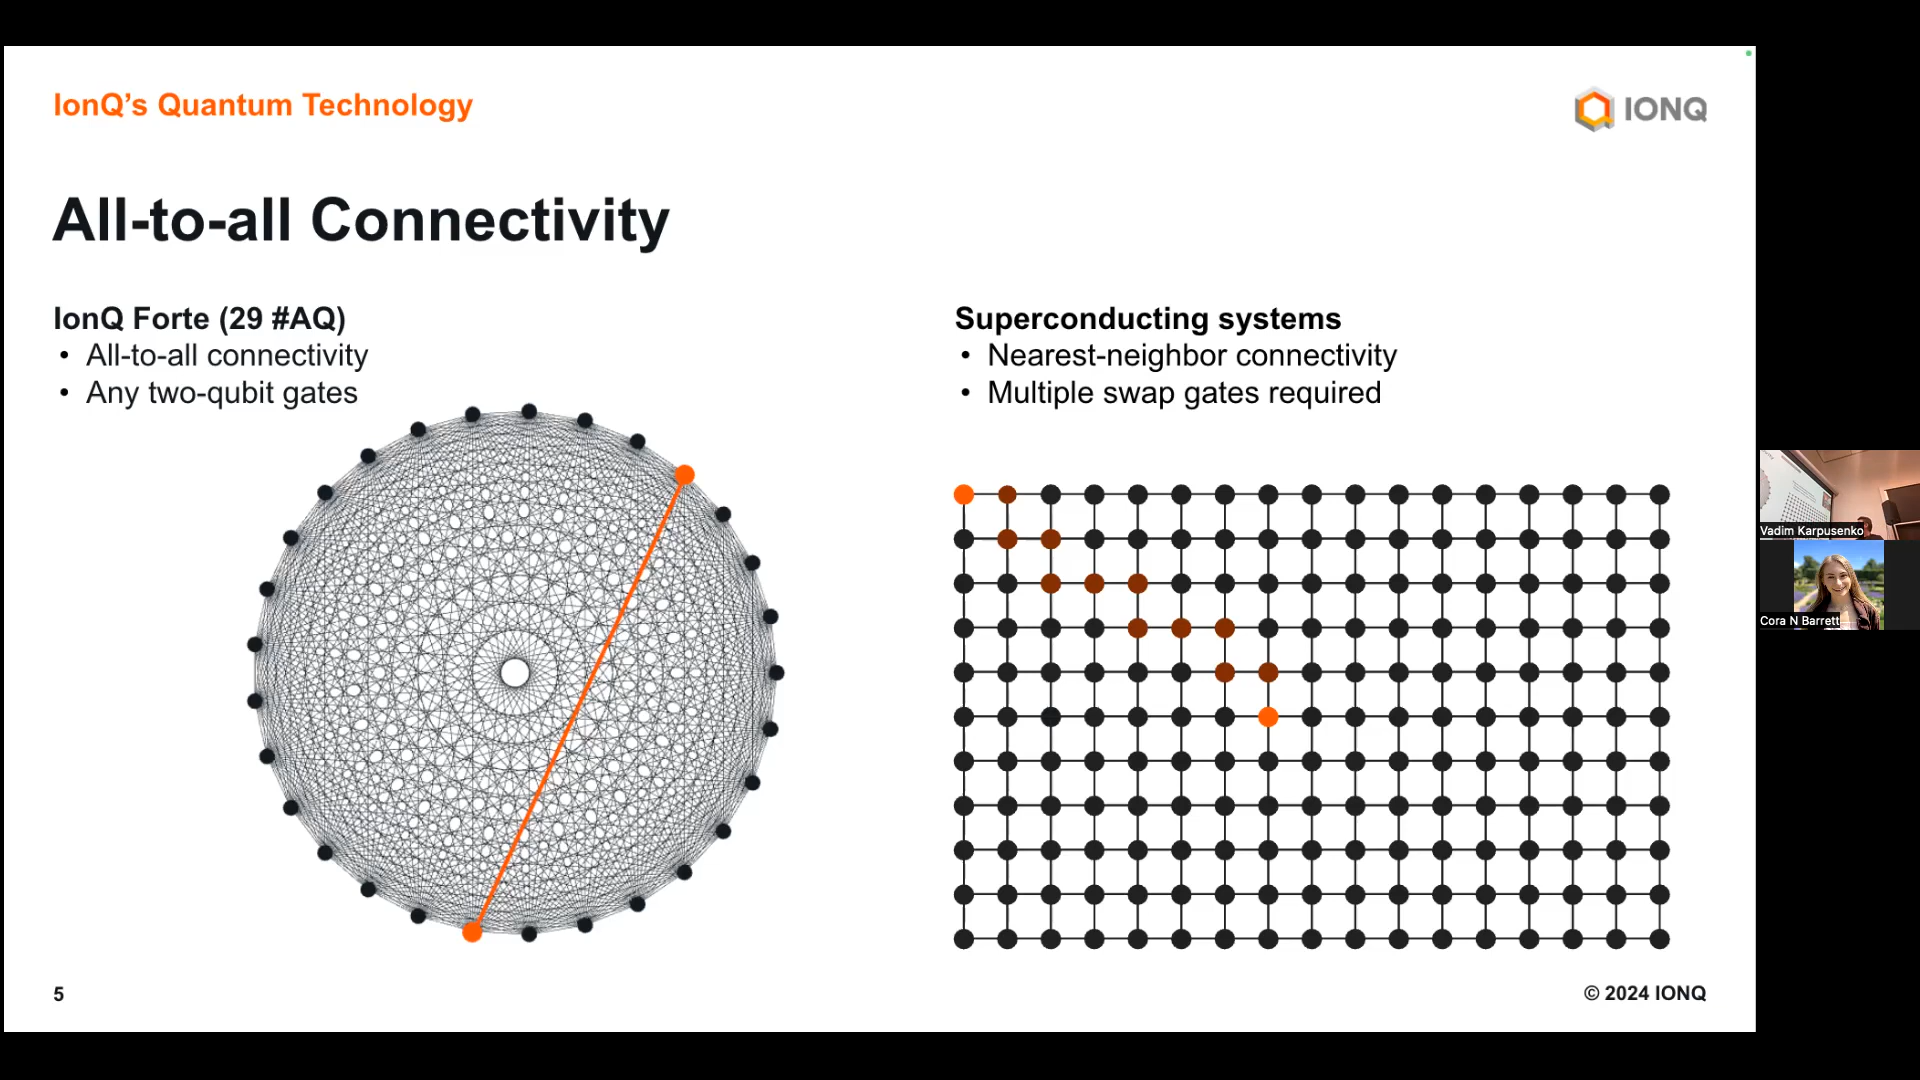 IonQ’s Quantum Technology
IONQ
All-to-all Connectivity
IonQ Forte (29 #AQ)
• All-to-all connectivity
• Any two-qubit gates
Superconducting systems
• Nearest-neighbor connectivity
• Multiple swap gates required
Vadim Karpusenko
Cora N Barrett
5
© 2024 IONQ